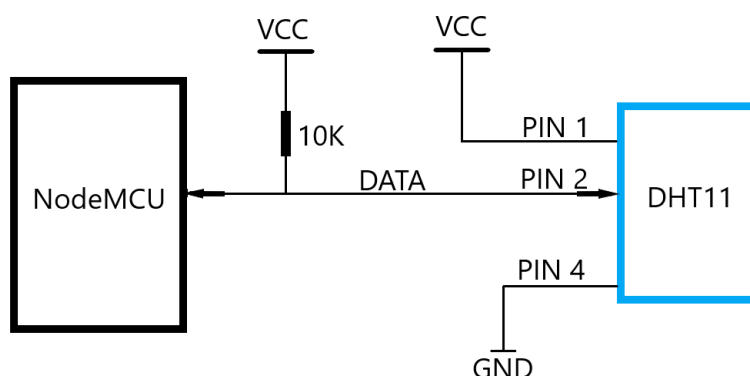 VCC
VCC
10K
PIN 1
NodeMCU
DATA
PIN 2
DHT11
PIN 4
GND